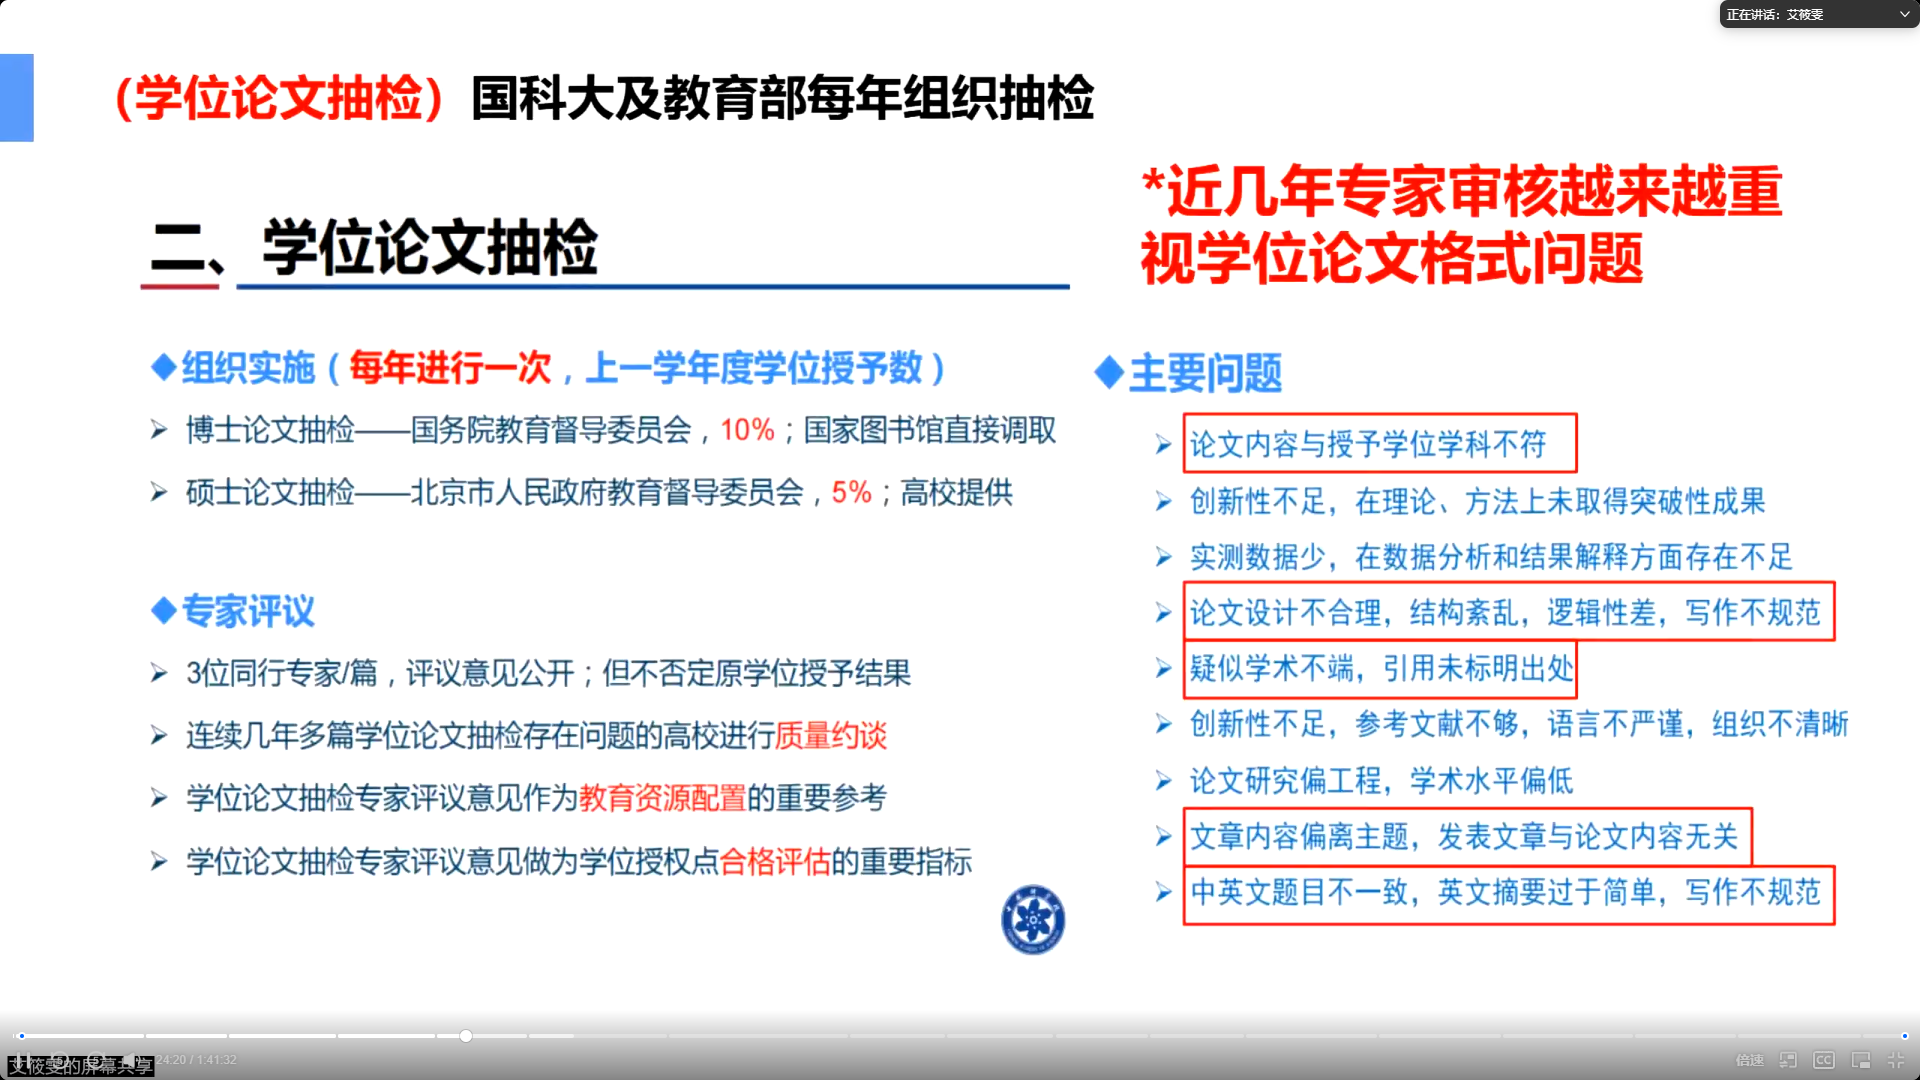 正在讲话：艾筱雯
（学位论文抽检）国科大及教育部每年组织抽检
*近几年专家审核越来越重
视学位论文格式问题
二、学位论文抽检
◆组织实施（每年进行一次，上一学年度学位授予数）
➢ 博士论文抽检——国务院教育督导委员会，10%；国家图书馆直接调取
➢ 硕士论文抽检——北京市人民政府教育督导委员会，5%；高校提供
◆专家评议
➢ 3位同行专家/篇，评议意见公开；但不否定原学位授予结果
➢ 连续几年多篇学位论文抽检存在问题的高校进行质量约谈
➢ 学位论文抽检专家评议意见作为教育资源配置的重要参考
➢ 学位论文抽检专家评议意见做为学位授权点合格评估的重要指标
◆主要问题
➢ 论文内容与授予学位学科不符
➢ 创新性不足，在理论、方法上未取得突破性成果
➢ 实测数据少，在数据分析和结果解释方面存在不足
➢ 论文设计不合理，结构紊乱，逻辑性差，写作不规范
➢ 疑似学术不端，引用未标明出处
➢ 创新性不足，参考文献不够，语言不严谨，组织不清晰
➢ 论文研究偏工程，学术水平偏低
➢ 文章内容偏离主题，发表文章与论文内容无关
➢ 中英文题目不一致，英文摘要过于简单，写作不规范
艾筱雯的屏幕共享
24:20 / 1:41:32
倍速
CC